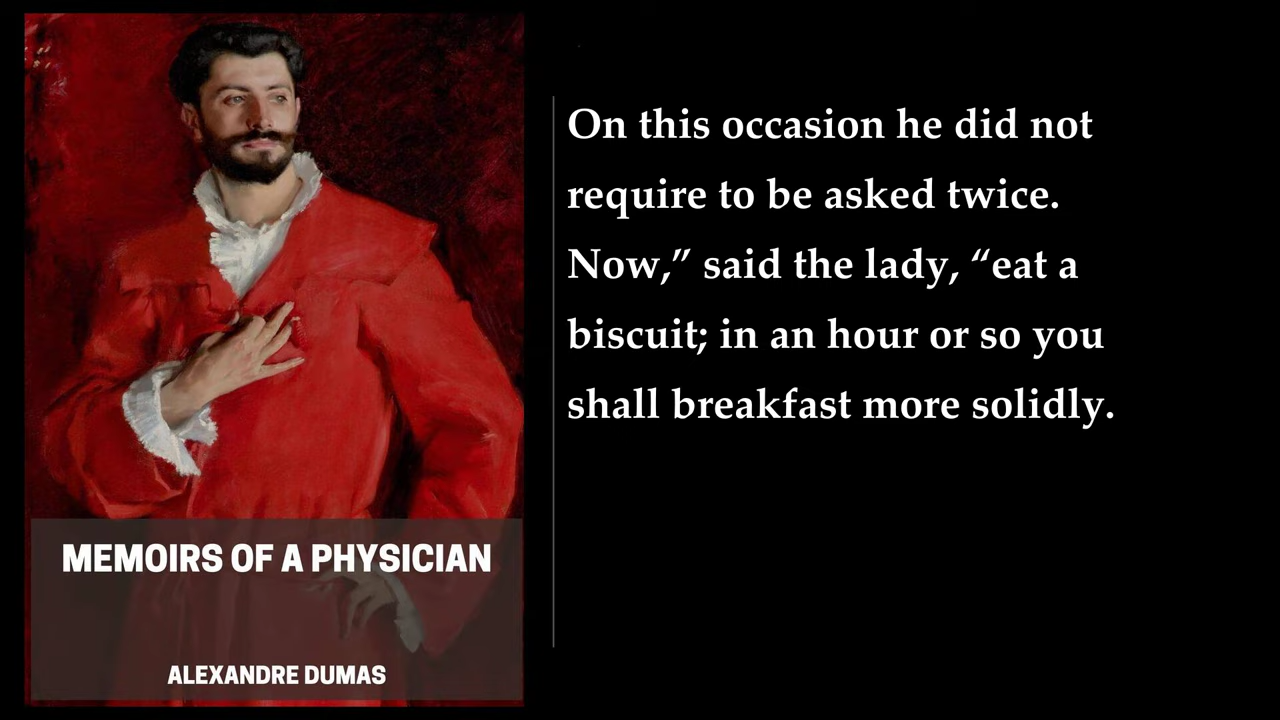 MEMOIRS OF A PHYSICIAN
ALEXANDRE DUMAS
On this occasion he did not
require to be asked twice.
Now,” said the lady, “eat a
biscuit; in an hour or so you
shall breakfast more solidly.